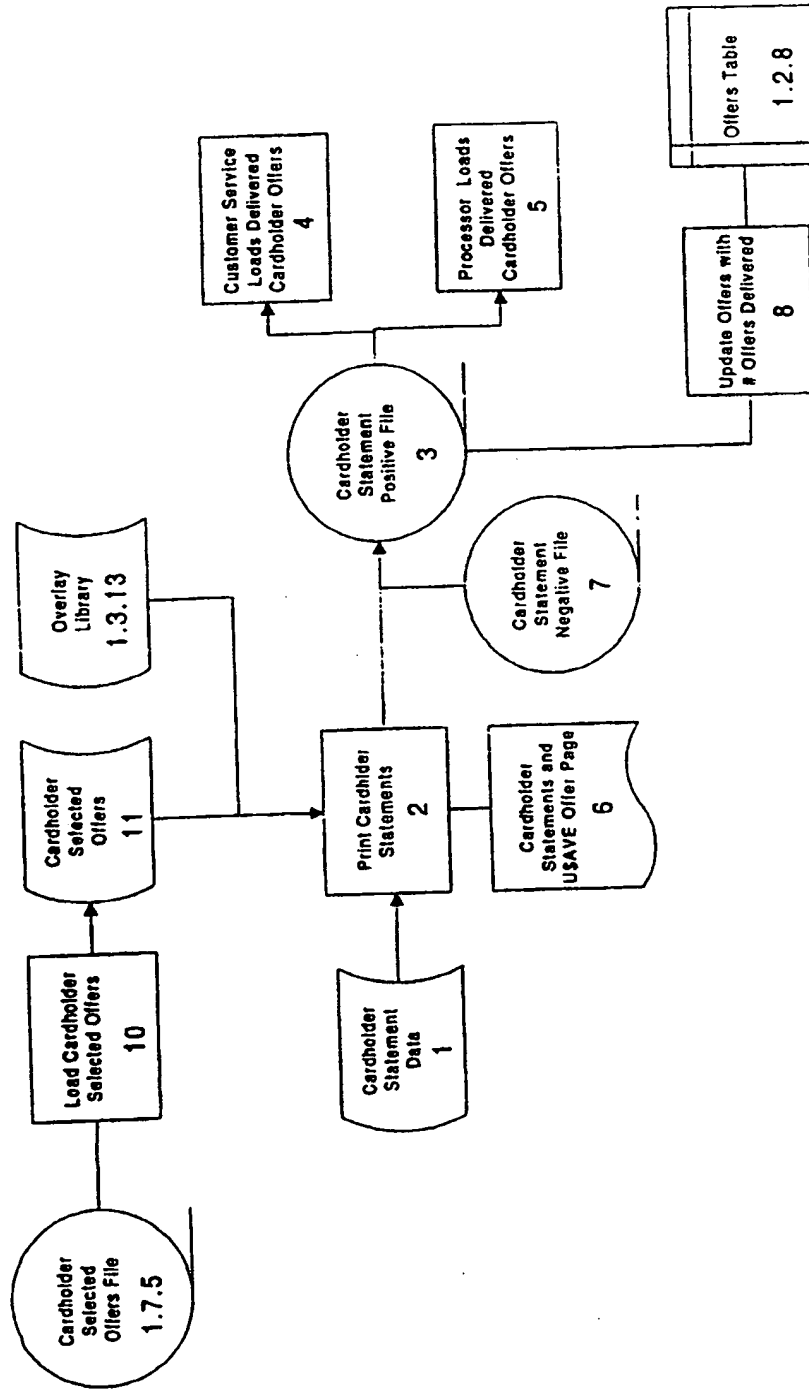 Cardholder
Selected
Offers File
1.7.5
Load Cardholder
Selected Offers
10
Cardholder
Selected
Offers
11
Overlay
Library
1.3.13
Cardholder
Statement
Data
1
Print Cardhlder
Statements
2
Cardholder
Statements and
U$AVE Offer Page
6
Cardholder
Statement
Positive File
3
Cardholder
Statement
Negative File
7
Customer Service
Loads Delivered
Cardholder Offers
4
Processor Loads
Delivered
Cardholder Offers
5
Update Offers with
# Offers Delivered
8
Offers Table
1.2.8